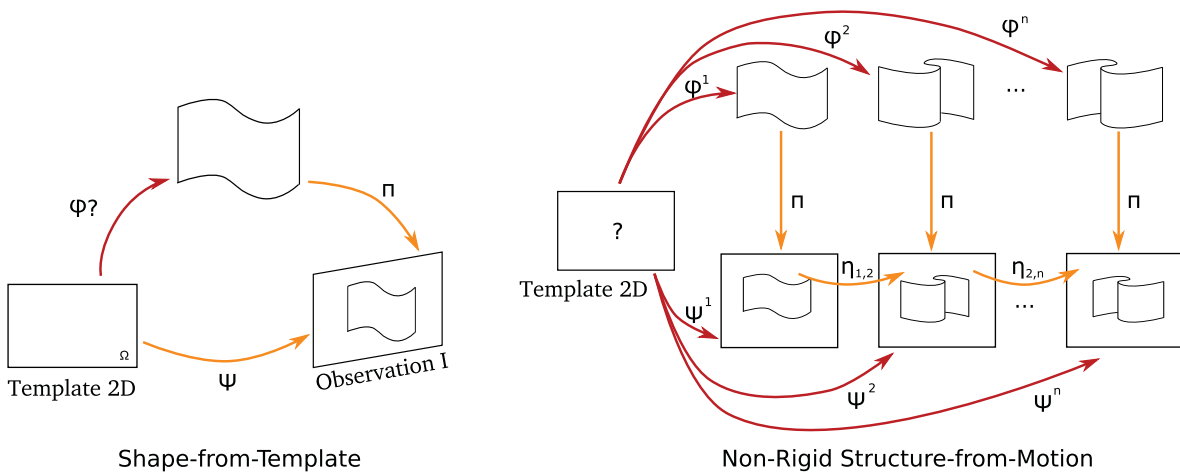 φ?
Π
Ω
Template 2D
Ψ
Observation I
Shape-from-Template
φ¹
φ²
φⁿ
...
Π
Π
Π
?
Template 2D
η₁,₂
η₂,ₙ
...
Ψ¹
Ψ²
Ψⁿ
Non-Rigid Structure-from-Motion